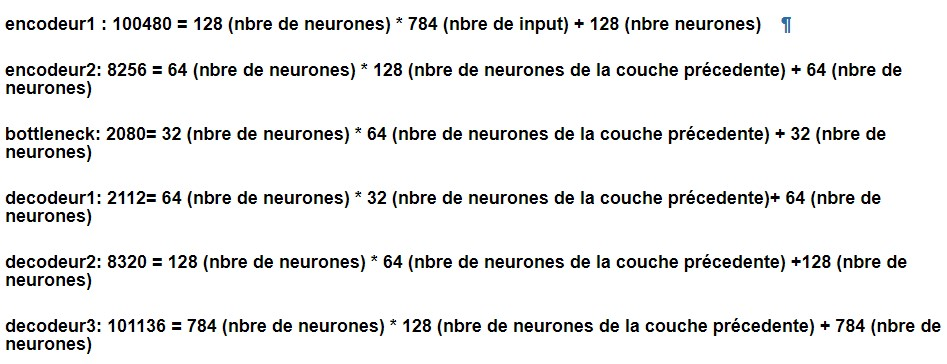 encodeur1 : 100480 = 128 (nbre de neurones) * 784 (nbre de input) + 128 (nbre neurones) ¶
encodeur2: 8256 = 64 (nbre de neurones) * 128 (nbre de neurones de la couche précedente) + 64 (nbre de
neurones)
bottleneck: 2080= 32 (nbre de neurones) * 64 (nbre de neurones de la couche précedente) + 32 (nbre de
neurones)
decodeur1: 2112= 64 (nbre de neurones) * 32 (nbre de neurones de la couche précedente)+ 64 (nbre de
neurones)
decodeur2: 8320 = 128 (nbre de neurones) * 64 (nbre de neurones de la couche précedente) +128 (nbre de
neurones)
decodeur3: 101136 = 784 (nbre de neurones) * 128 (nbre de neurones de la couche précedente) + 784 (nbre de
neurones)